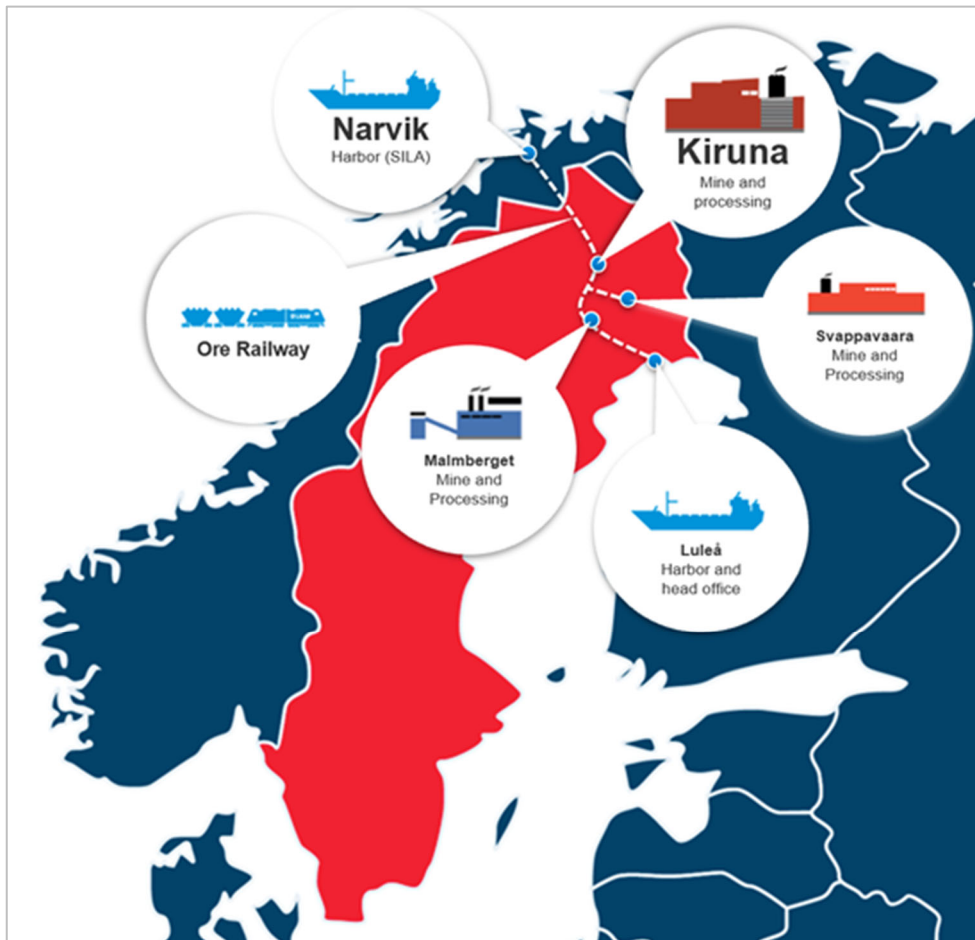 Narvik
Harbor (SILA)
Kiruna
Mine and
processing
Ore Railway
Svappavaara
Mine and
Processing
Malmberget
Mine and
Processing
Luleå
Harbor and
head office